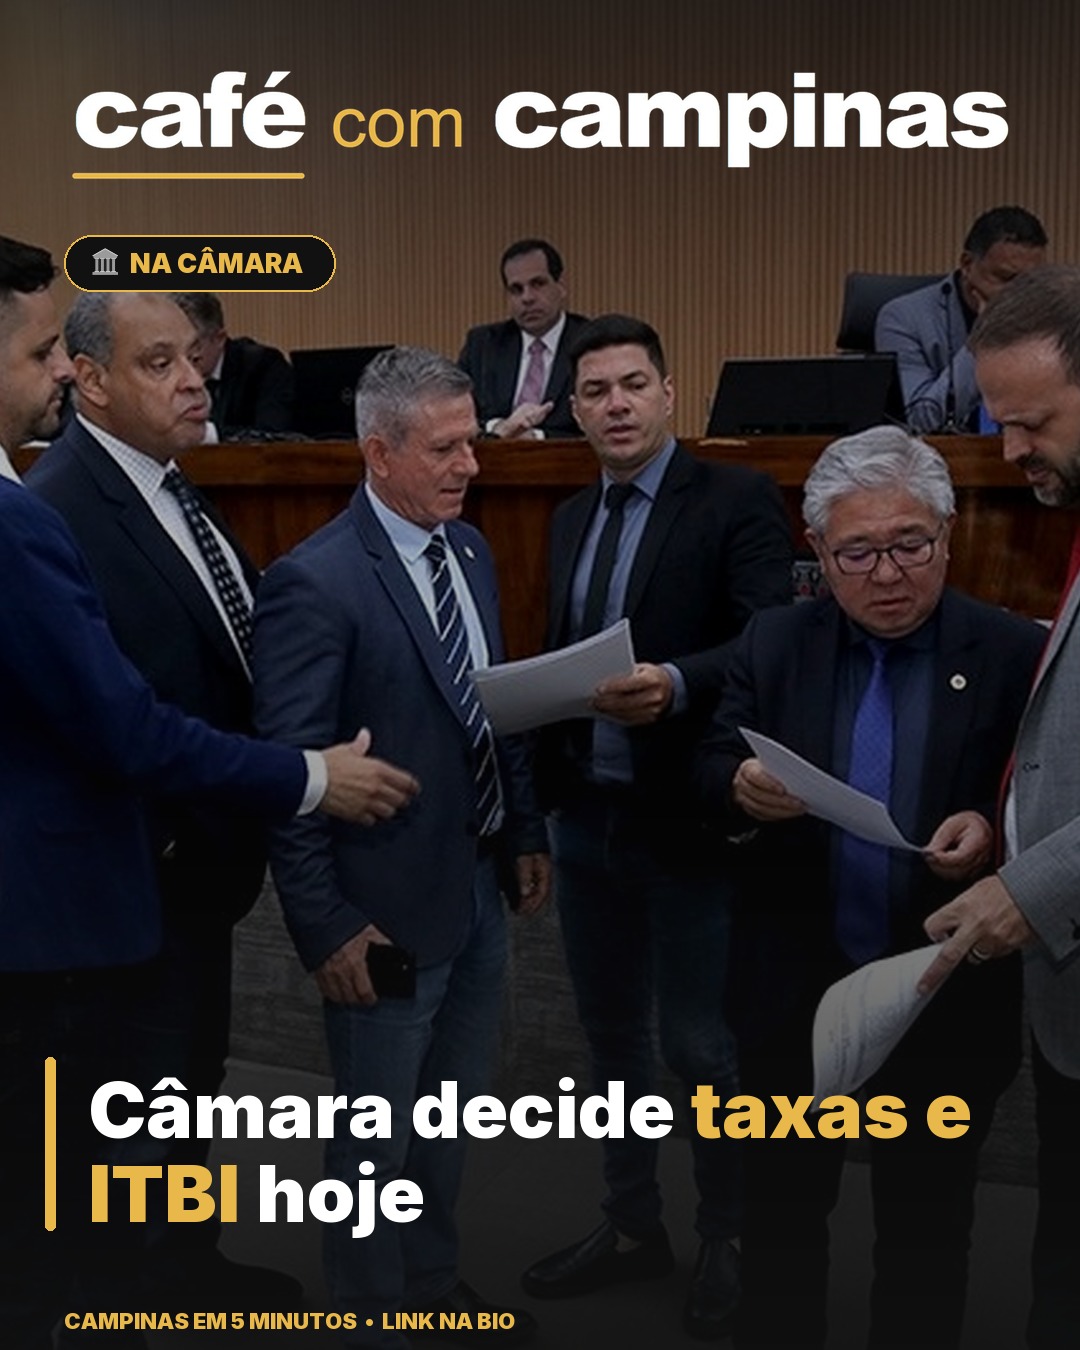 café com campinas
NA CÂMARA
Câmara decide taxas e
ITBI hoje
CAMPINAS EM 5 MINUTOS • LINK NA BIO